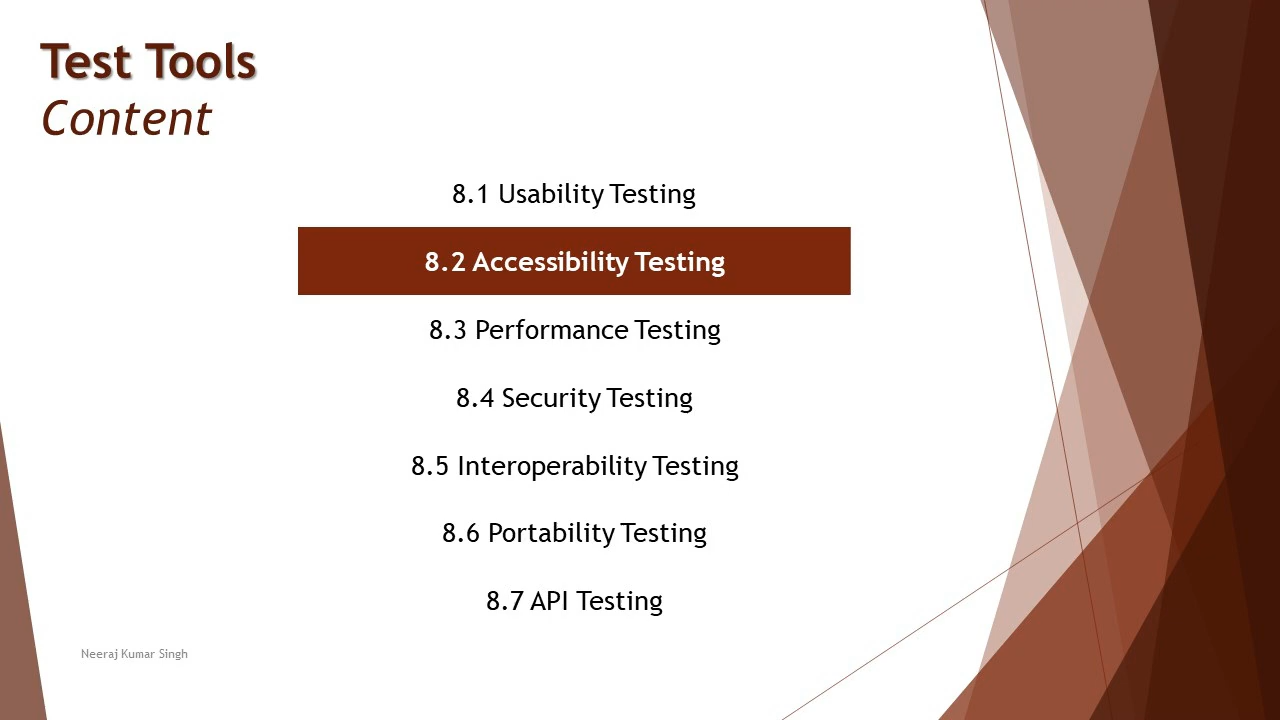 Test Tools
Content
8.1 Usability Testing
8.2 Accessibility Testing
8.3 Performance Testing
8.4 Security Testing
8.5 Interoperability Testing
8.6 Portability Testing
8.7 API Testing
Neeraj Kumar Singh